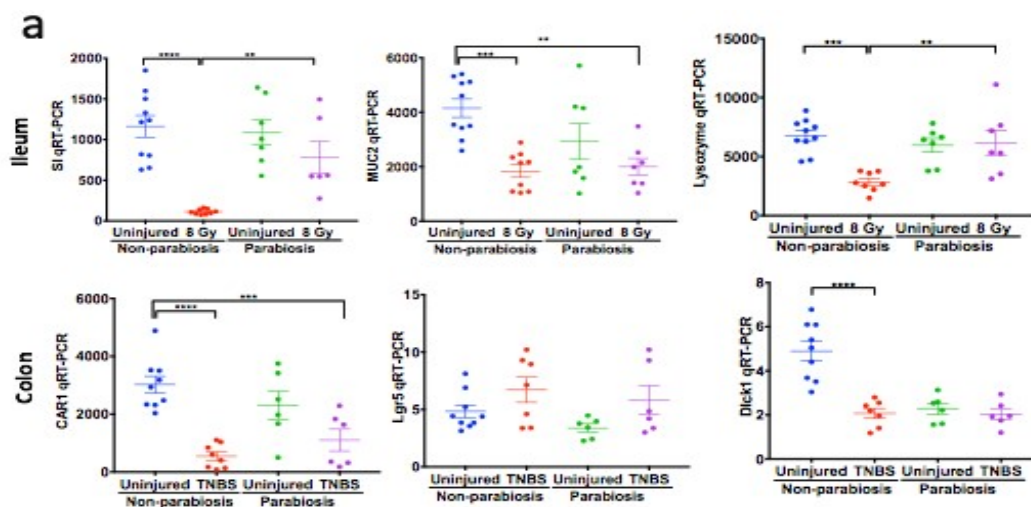 a
Ileum
SI qRT-PCR
2000
1500
1000
500
0
****
**
Uninjured 8 Gy Uninjured 8 Gy
Non-parabiosis Parabiosis
MUC2 qRT-PCR
6000
4000
2000
0
***
**
Uninjured 8 Gy Uninjured 8 Gy
Non-parabiosis Parabiosis
Lysozyme qRT-PCR
15000
10000
5000
0
***
**
Uninjured 8 Gy Uninjured 8 Gy
Non-parabiosis Parabiosis
Colon
CAR1 qRT-PCR
6000
4000
2000
0
***
****
Uninjured TNBS Uninjured TNBS
Non-parabiosis Parabiosis
Lgr5 qRT-PCR
15
10
5
0
Uninjured TNBS Uninjured TNBS
Non-parabiosis Parabiosis
Dlck1 qRT-PCR
8
6
4
2
0
****
Uninjured TNBS Uninjured TNBS
Non-parabiosis Parabiosis